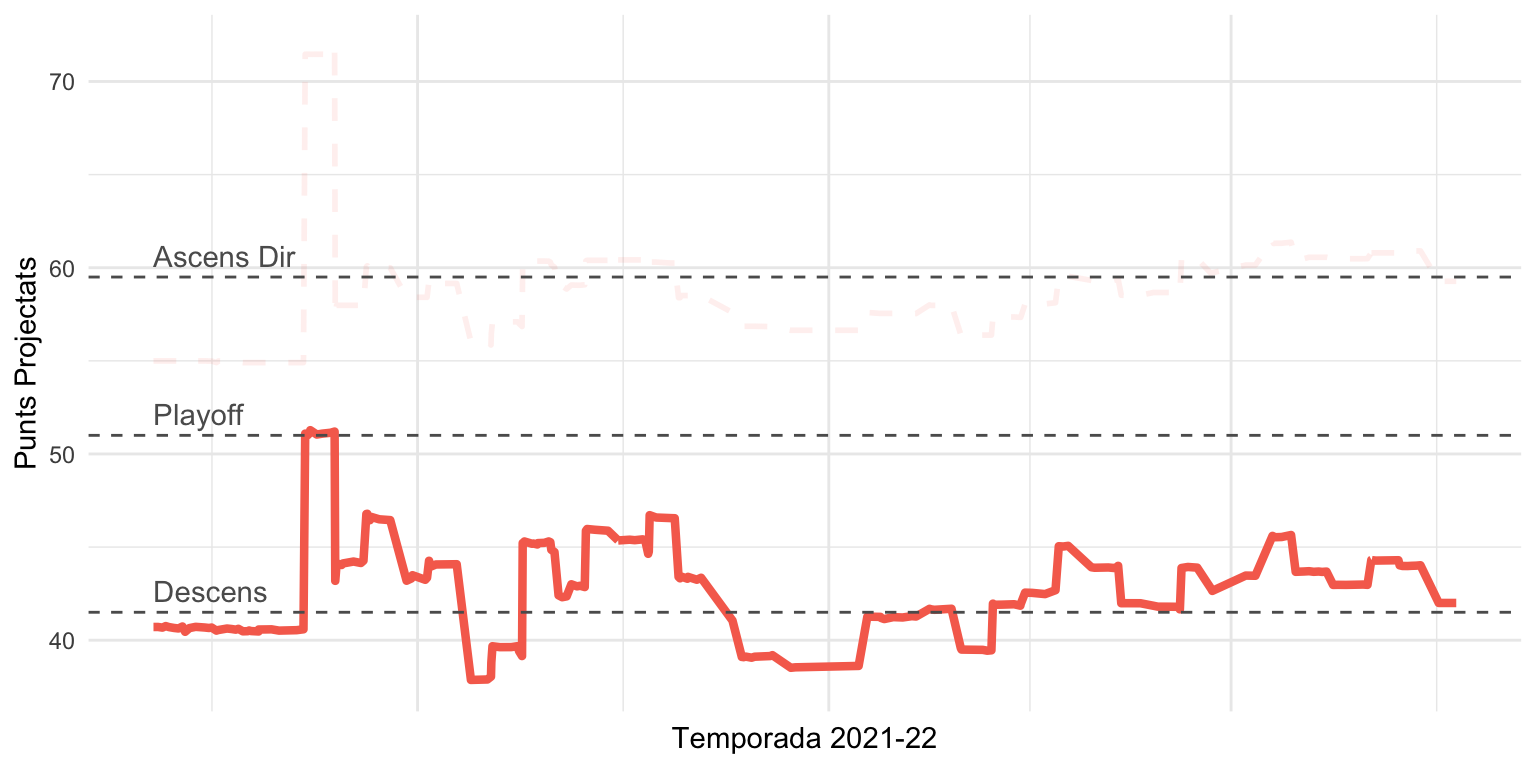 70
Ascens Dir
60
Playoff
50
Descens
40
Punts Projectats
Temporada 2021-22